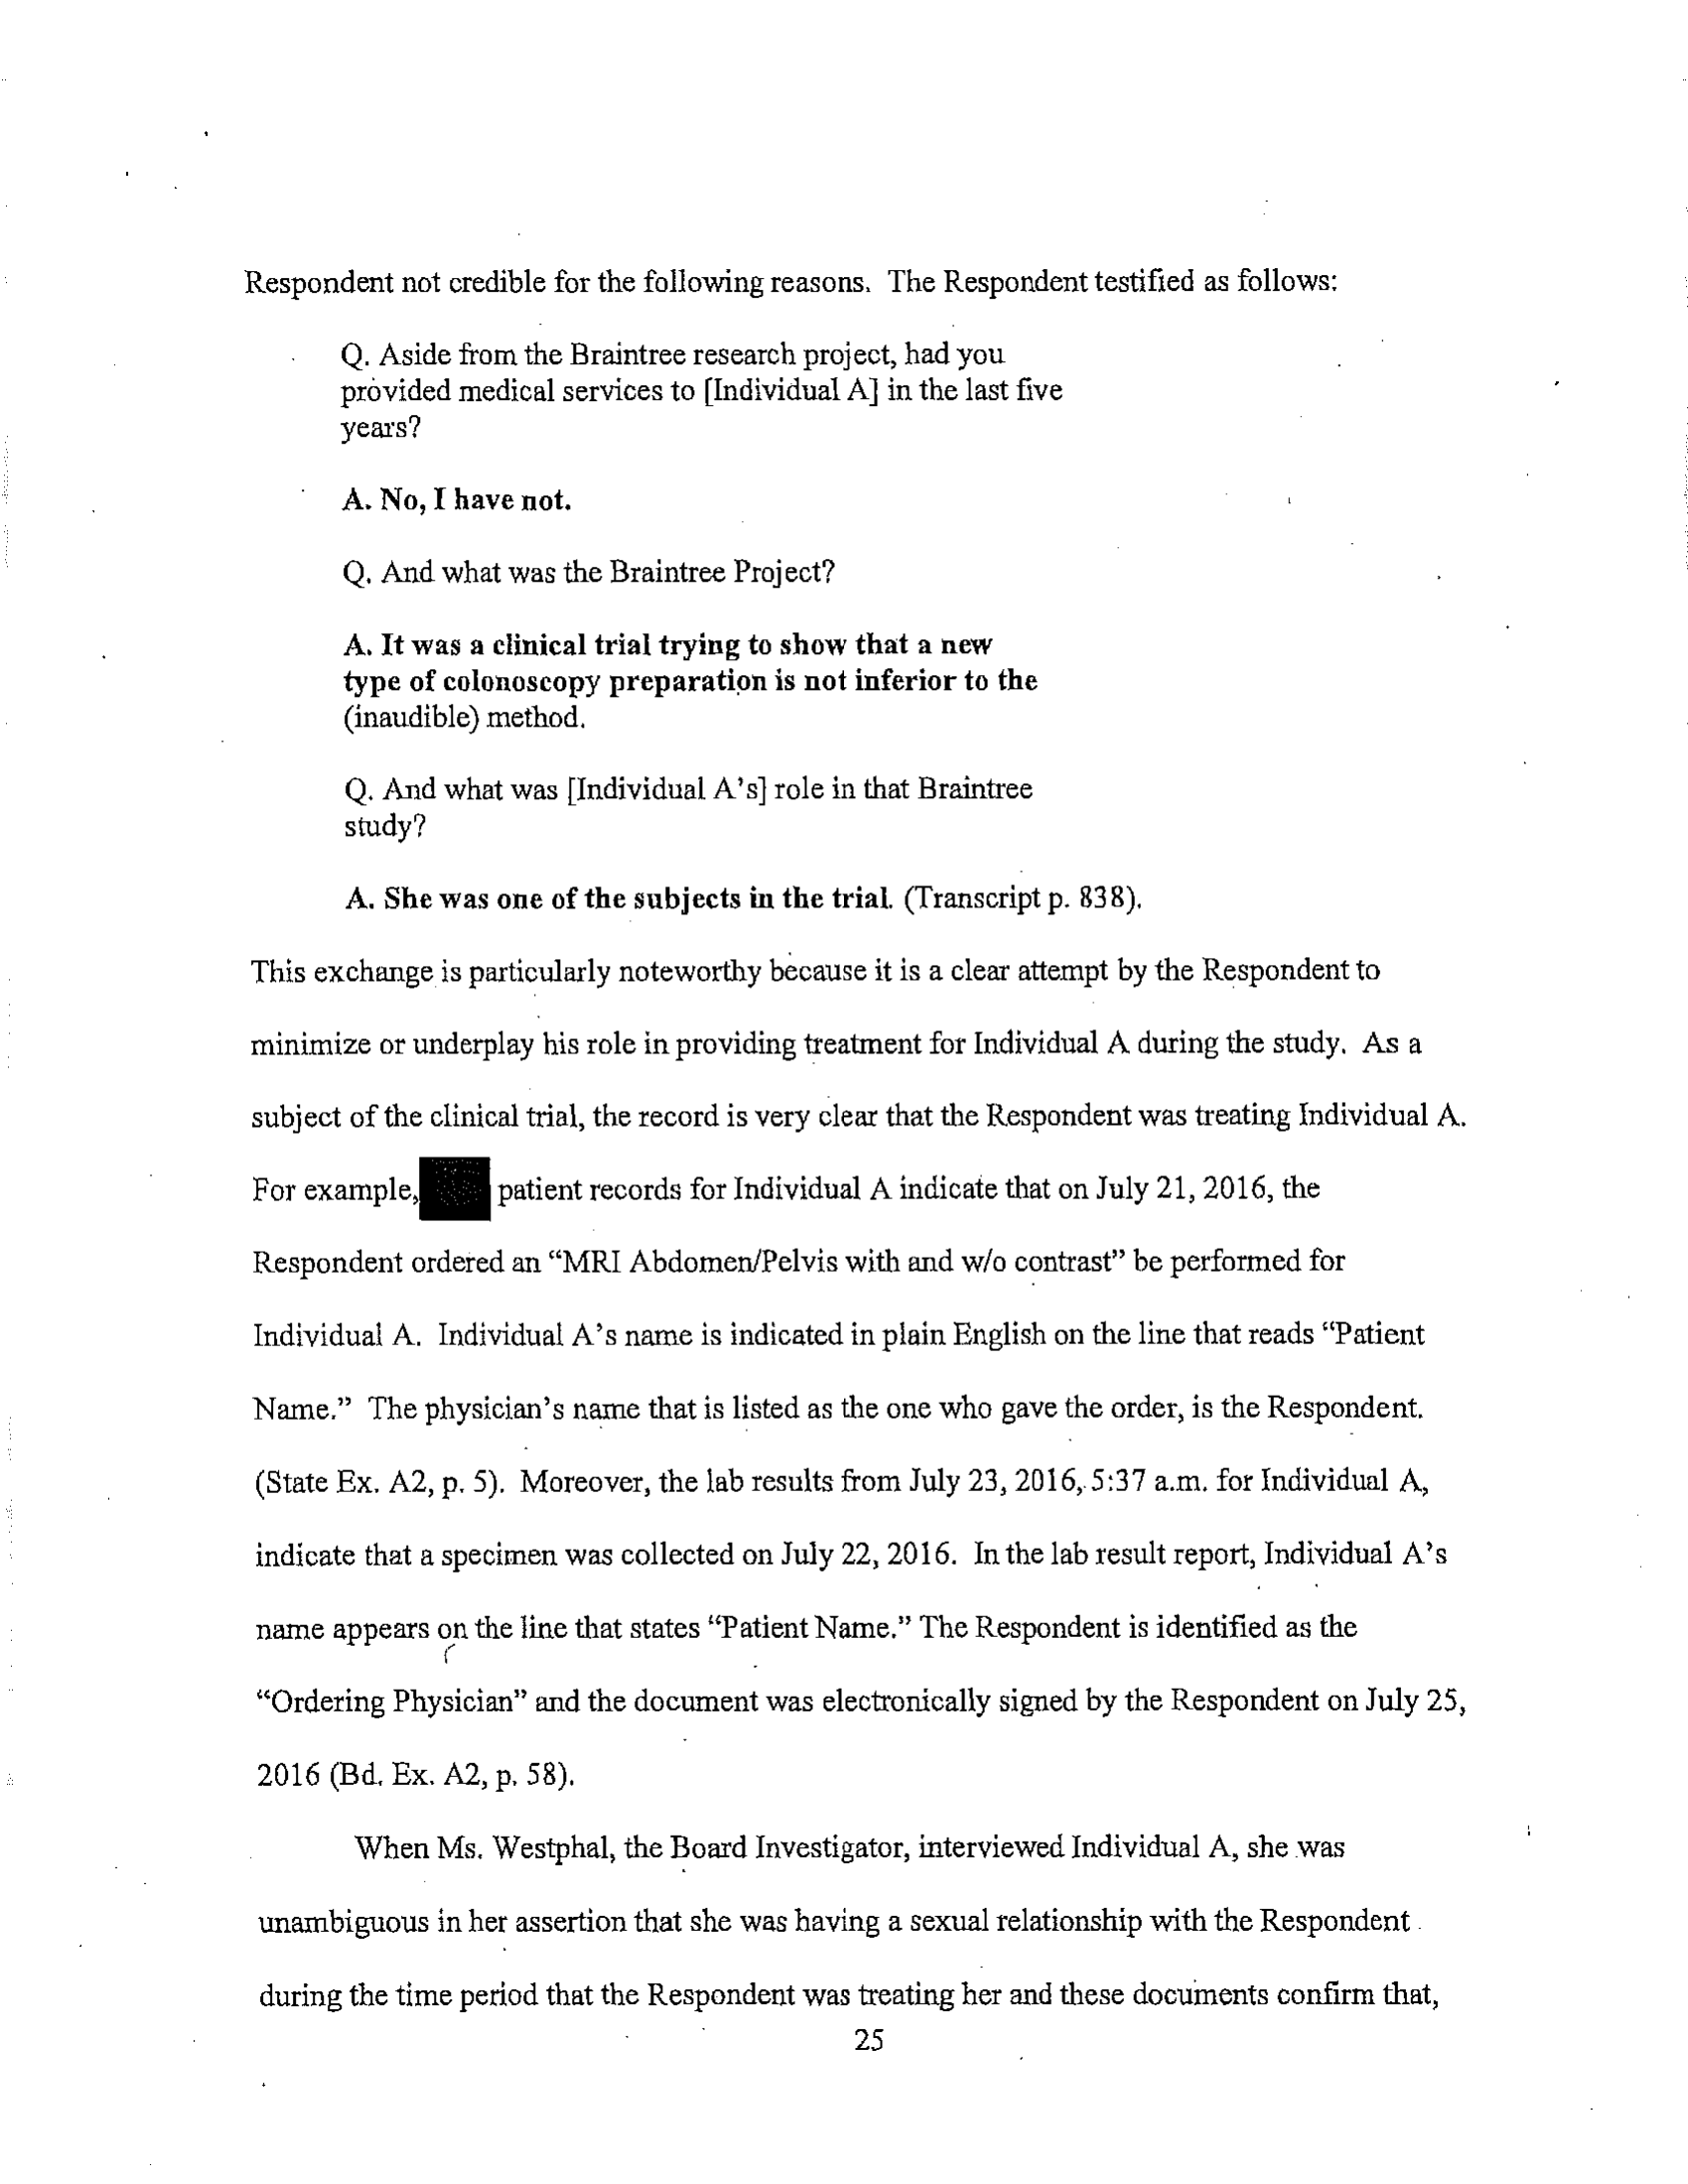 Respondent not credible for the following reasons. The Respondent testified as follows:
Q. Aside from the Braintree research project, had you
provided medical services to [Individual A] in the last five
years?
A. No, I have not.
Q. And what was the Braintree Project?
A. It was a clinical trial trying to show that a new
type of colonoscopy preparation is not inferior to the
(inaudible) method.
Q. And what was [Individual A's] role in that Braintree
study?
A. She was one of the subjects in the trial. (Transcript p. 838).
This exchange is particularly noteworthy because it is a clear attempt by the Respondent to
minimize or underplay his role in providing treatment for Individual A during the study. As a
subject of the clinical trial, the record is very clear that the Respondent was treating Individual A.
For example, patient records for Individual A indicate that on July 21, 2016, the
Respondent ordered an “MRI Abdomen/Pelvis with and w/o contrast” be performed for
Individual A. Individual A’s name is indicated in plain English on the line that reads “Patient
Name.” The physician’s name that is listed as the one who gave the order, is the Respondent.
(State Ex. A2, p. 5). Moreover, the lab results from July 23, 2016, 5:37 a.m. for Individual A,
indicate that a specimen was collected on July 22, 2016. In the lab result report, Individual A’s
name appears on the line that states “Patient Name.” The Respondent is identified as the
“Ordering Physician” and the document was electronically signed by the Respondent on July 25,
2016 (Bd. Ex. A2, p. 58).
When Ms. Westphal, the Board Investigator, interviewed Individual A, she was
unambiguous in her assertion that she was having a sexual relationship with the Respondent
during the time period that the Respondent was treating her and these documents confirm that,
25